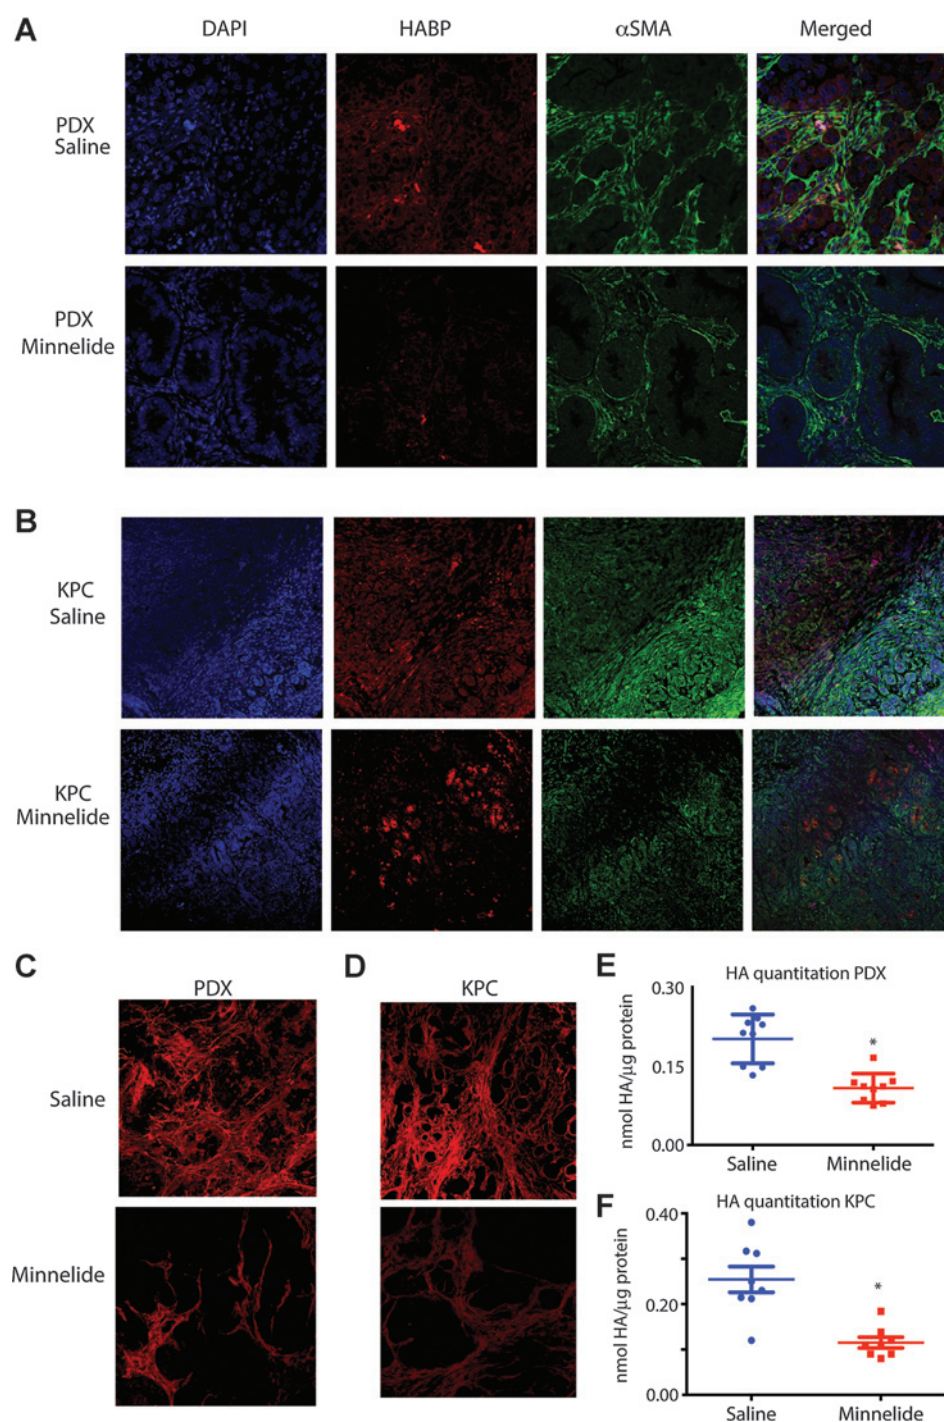 A
DAPI
HABP
αSMA
Merged
PDX
Saline
PDX
Minnelide
B
KPC
Saline
KPC
Minnelide
C
PDX
D
KPC
Saline
Minnelide
E
HA quantitation PDX
nmol HA/μg protein
0.30
0.15
0.00
*
Saline
Minnelide
F
HA quantitation KPC
nmol HA/μg protein
0.40
0.20
0.00
*
Saline
Minnelide